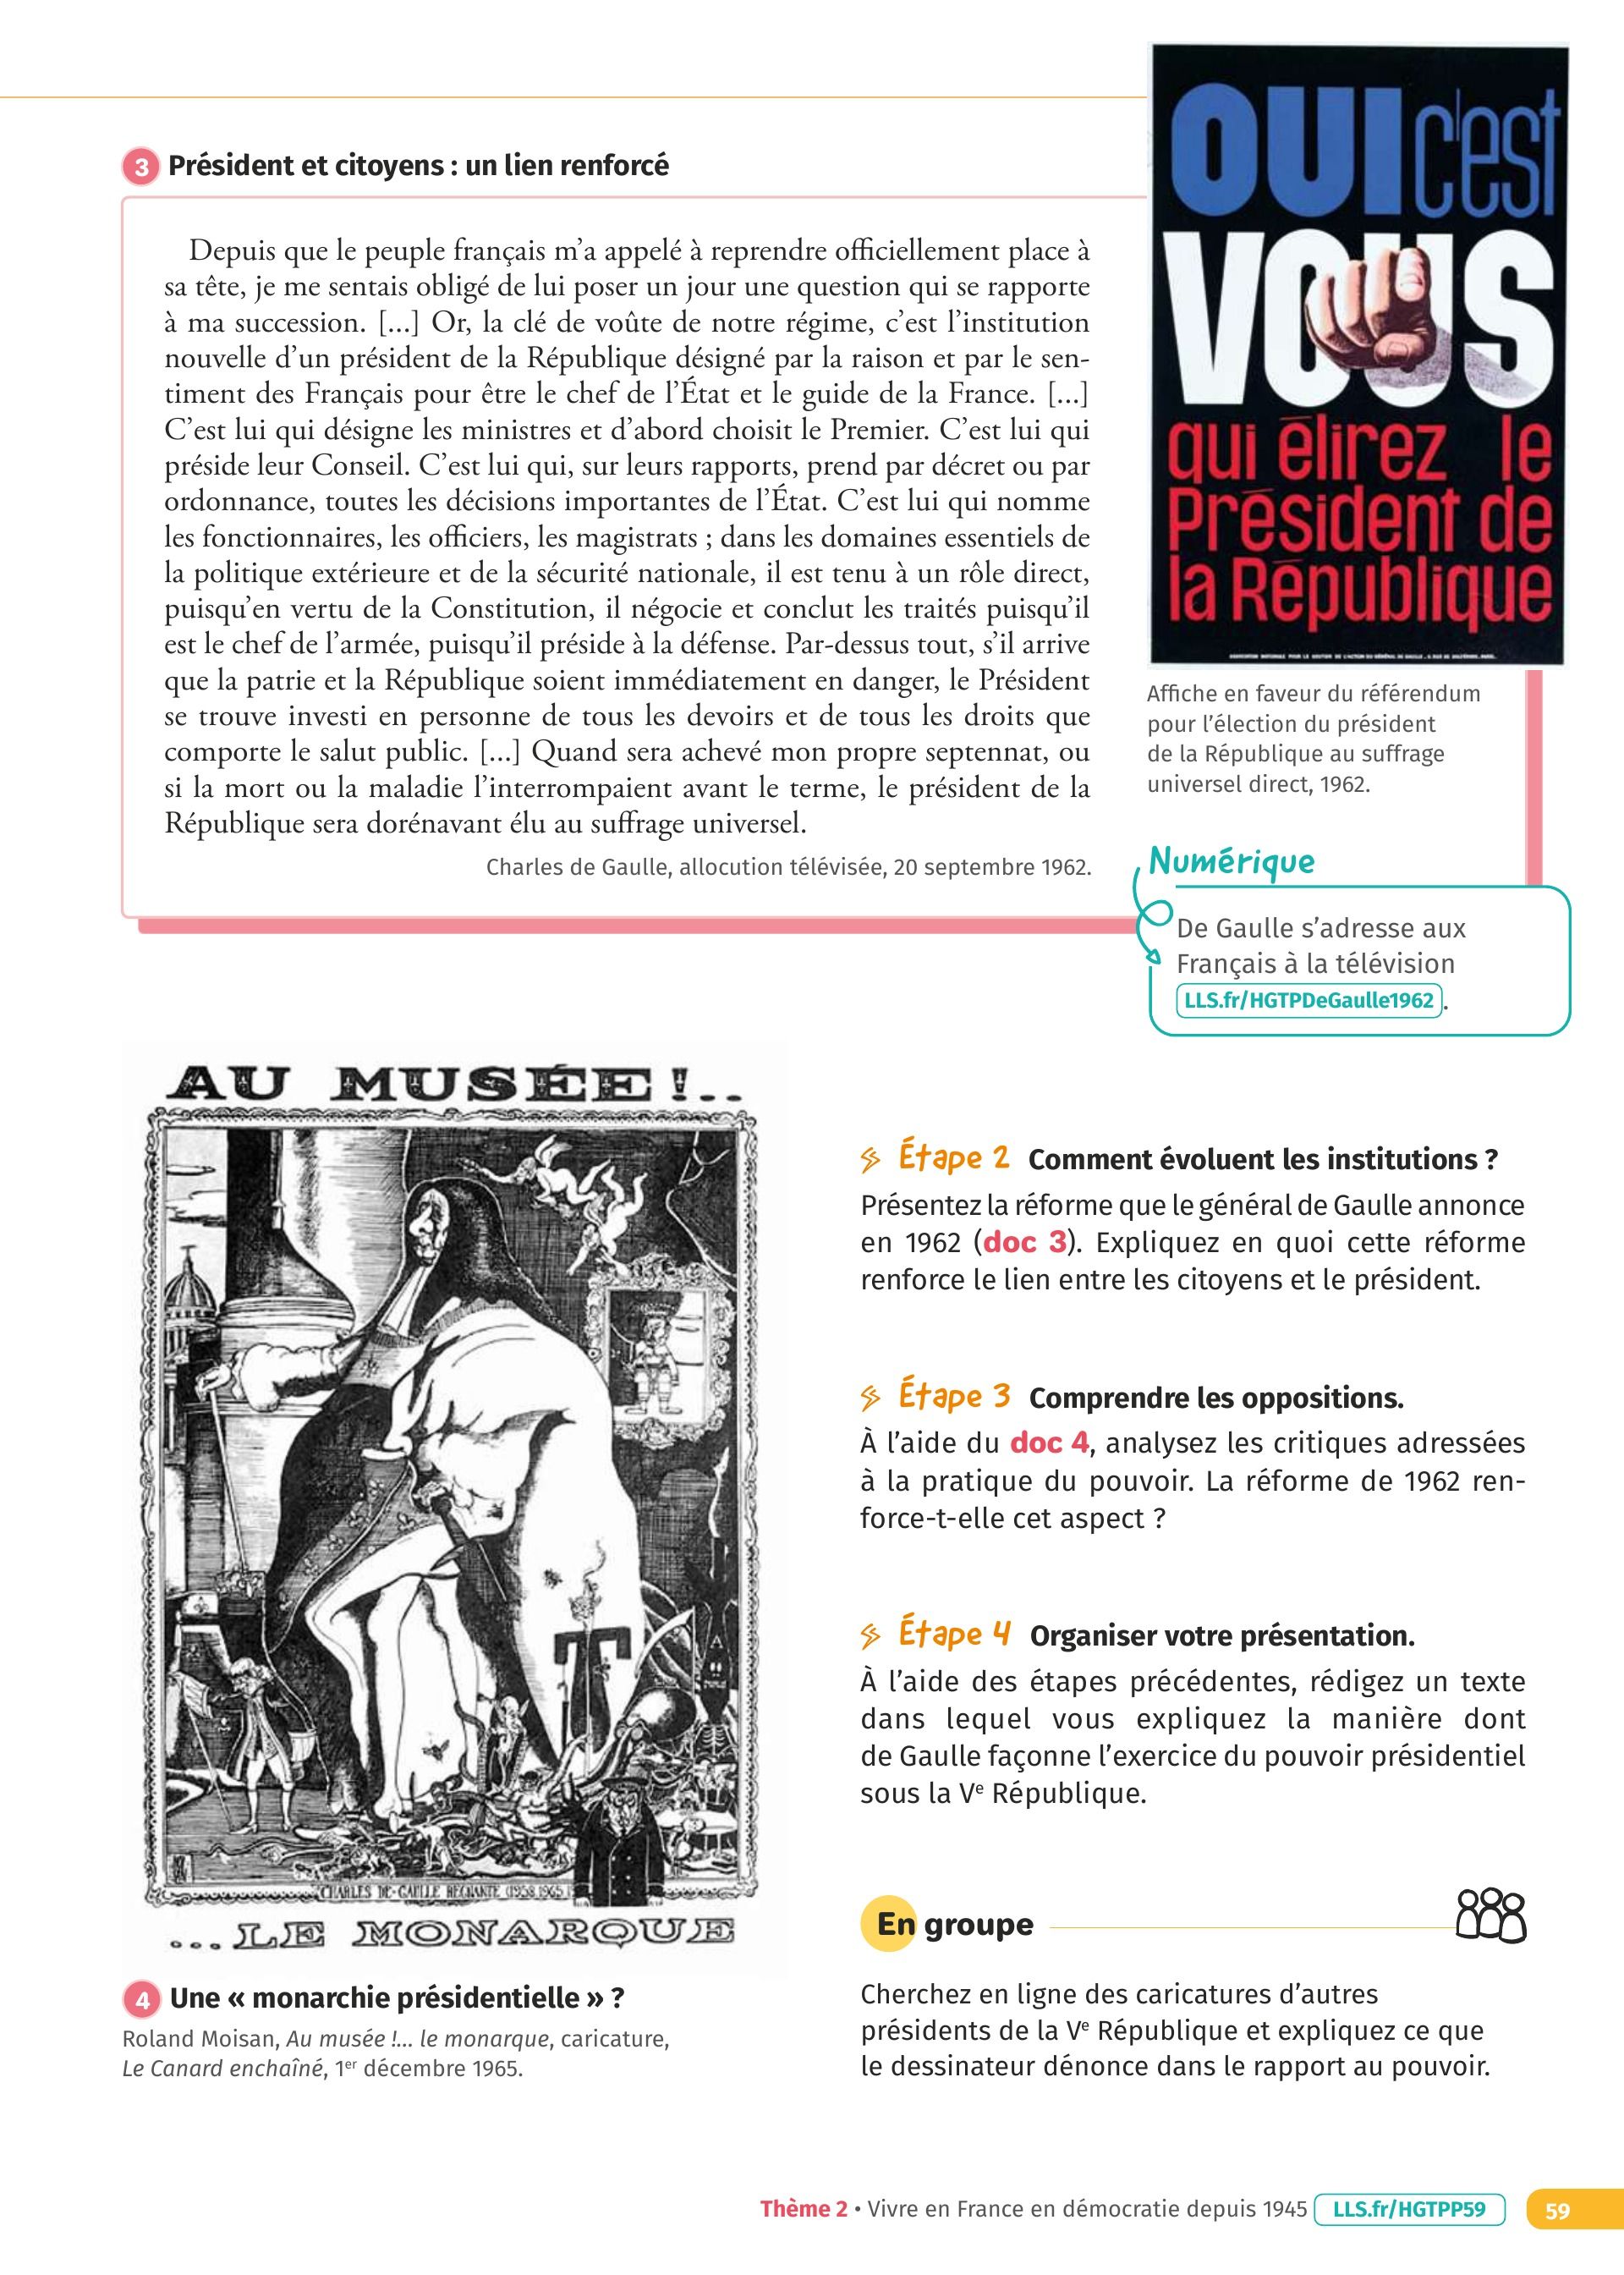 3 Président et citoyens : un lien renforcé
Depuis que le peuple français m’a appelé à reprendre officiellement place à
sa tête, je me sentais obligé de lui poser un jour une question qui se rapporte
à ma succession. [...] Or, la clé de voûte de notre régime, c’est l’institution
nouvelle d’un président de la République désigné par la raison et par le sen-
timent des Français pour être le chef de l’État et le guide de la France. [...]
C’est lui qui désigne les ministres et d’abord choisit le Premier. C’est lui qui
préside leur Conseil. C’est lui qui, sur leurs rapports, prend par décret ou par
ordonnance, toutes les décisions importantes de l’État. C’est lui qui nomme
les fonctionnaires, les officiers, les magistrats ; dans les domaines essentiels de
la politique extérieure et de la sécurité nationale, il est tenu à un rôle direct,
puisqu’en vertu de la Constitution, il négocie et conclut les traités puisqu’il
est le chef de l’armée, puisqu’il préside à la défense. Par-dessus tout, s’il arrive
que la patrie et la République soient immédiatement en danger, le Président
se trouve investi en personne de tous les devoirs et de tous les droits que
comporte le salut public. [...] Quand sera achevé mon propre septennat, ou
si la mort ou la maladie l’interrompaient avant le terme, le président de la
République sera dorénavant élu au suffrage universel.
Charles de Gaulle, allocution télévisée, 20 septembre 1962.
OUI c'est
VOUS
qui élirez le
Président de
la République
Affiche en faveur du référendum
pour l’élection du président
de la République au suffrage
universel direct, 1962.
Numérique
De Gaulle s’adresse aux
Français à la télévision
LLS.fr/HGTPDeGaulle1962 .
AU MUSÉE !..
CHARLES DE GAULLE REGNANTE (1958.1965)
...LE MONARQUE
4 Une « monarchie présidentielle » ?
Roland Moisan, Au musée !... le monarque, caricature,
Le Canard enchaîné, 1er décembre 1965.
Étape 2 Comment évoluent les institutions ?
Présentez la réforme que le général de Gaulle annonce
en 1962 (doc 3). Expliquez en quoi cette réforme
renforce le lien entre les citoyens et le président.
Étape 3 Comprendre les oppositions.
À l’aide du doc 4, analysez les critiques adressées
à la pratique du pouvoir. La réforme de 1962 ren-
force-t-elle cet aspect ?
Étape 4 Organiser votre présentation.
À l’aide des étapes précédentes, rédigez un texte
dans lequel vous expliquez la manière dont
de Gaulle façonne l’exercice du pouvoir présidentiel
sous la Ve République.
En groupe
Cherchez en ligne des caricatures d’autres
présidents de la Ve République et expliquez ce que
le dessinateur dénonce dans le rapport au pouvoir.
Thème 2 • Vivre en France en démocratie depuis 1945 LLS.fr/HGTPP59 59